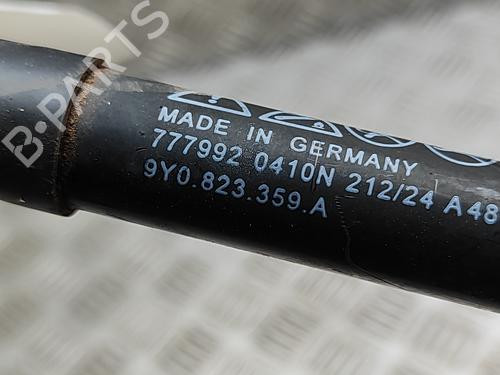 B-PARTS
MADE IN GERMANY
777992 0410N 212/24 A48
9Y0.823.359.A